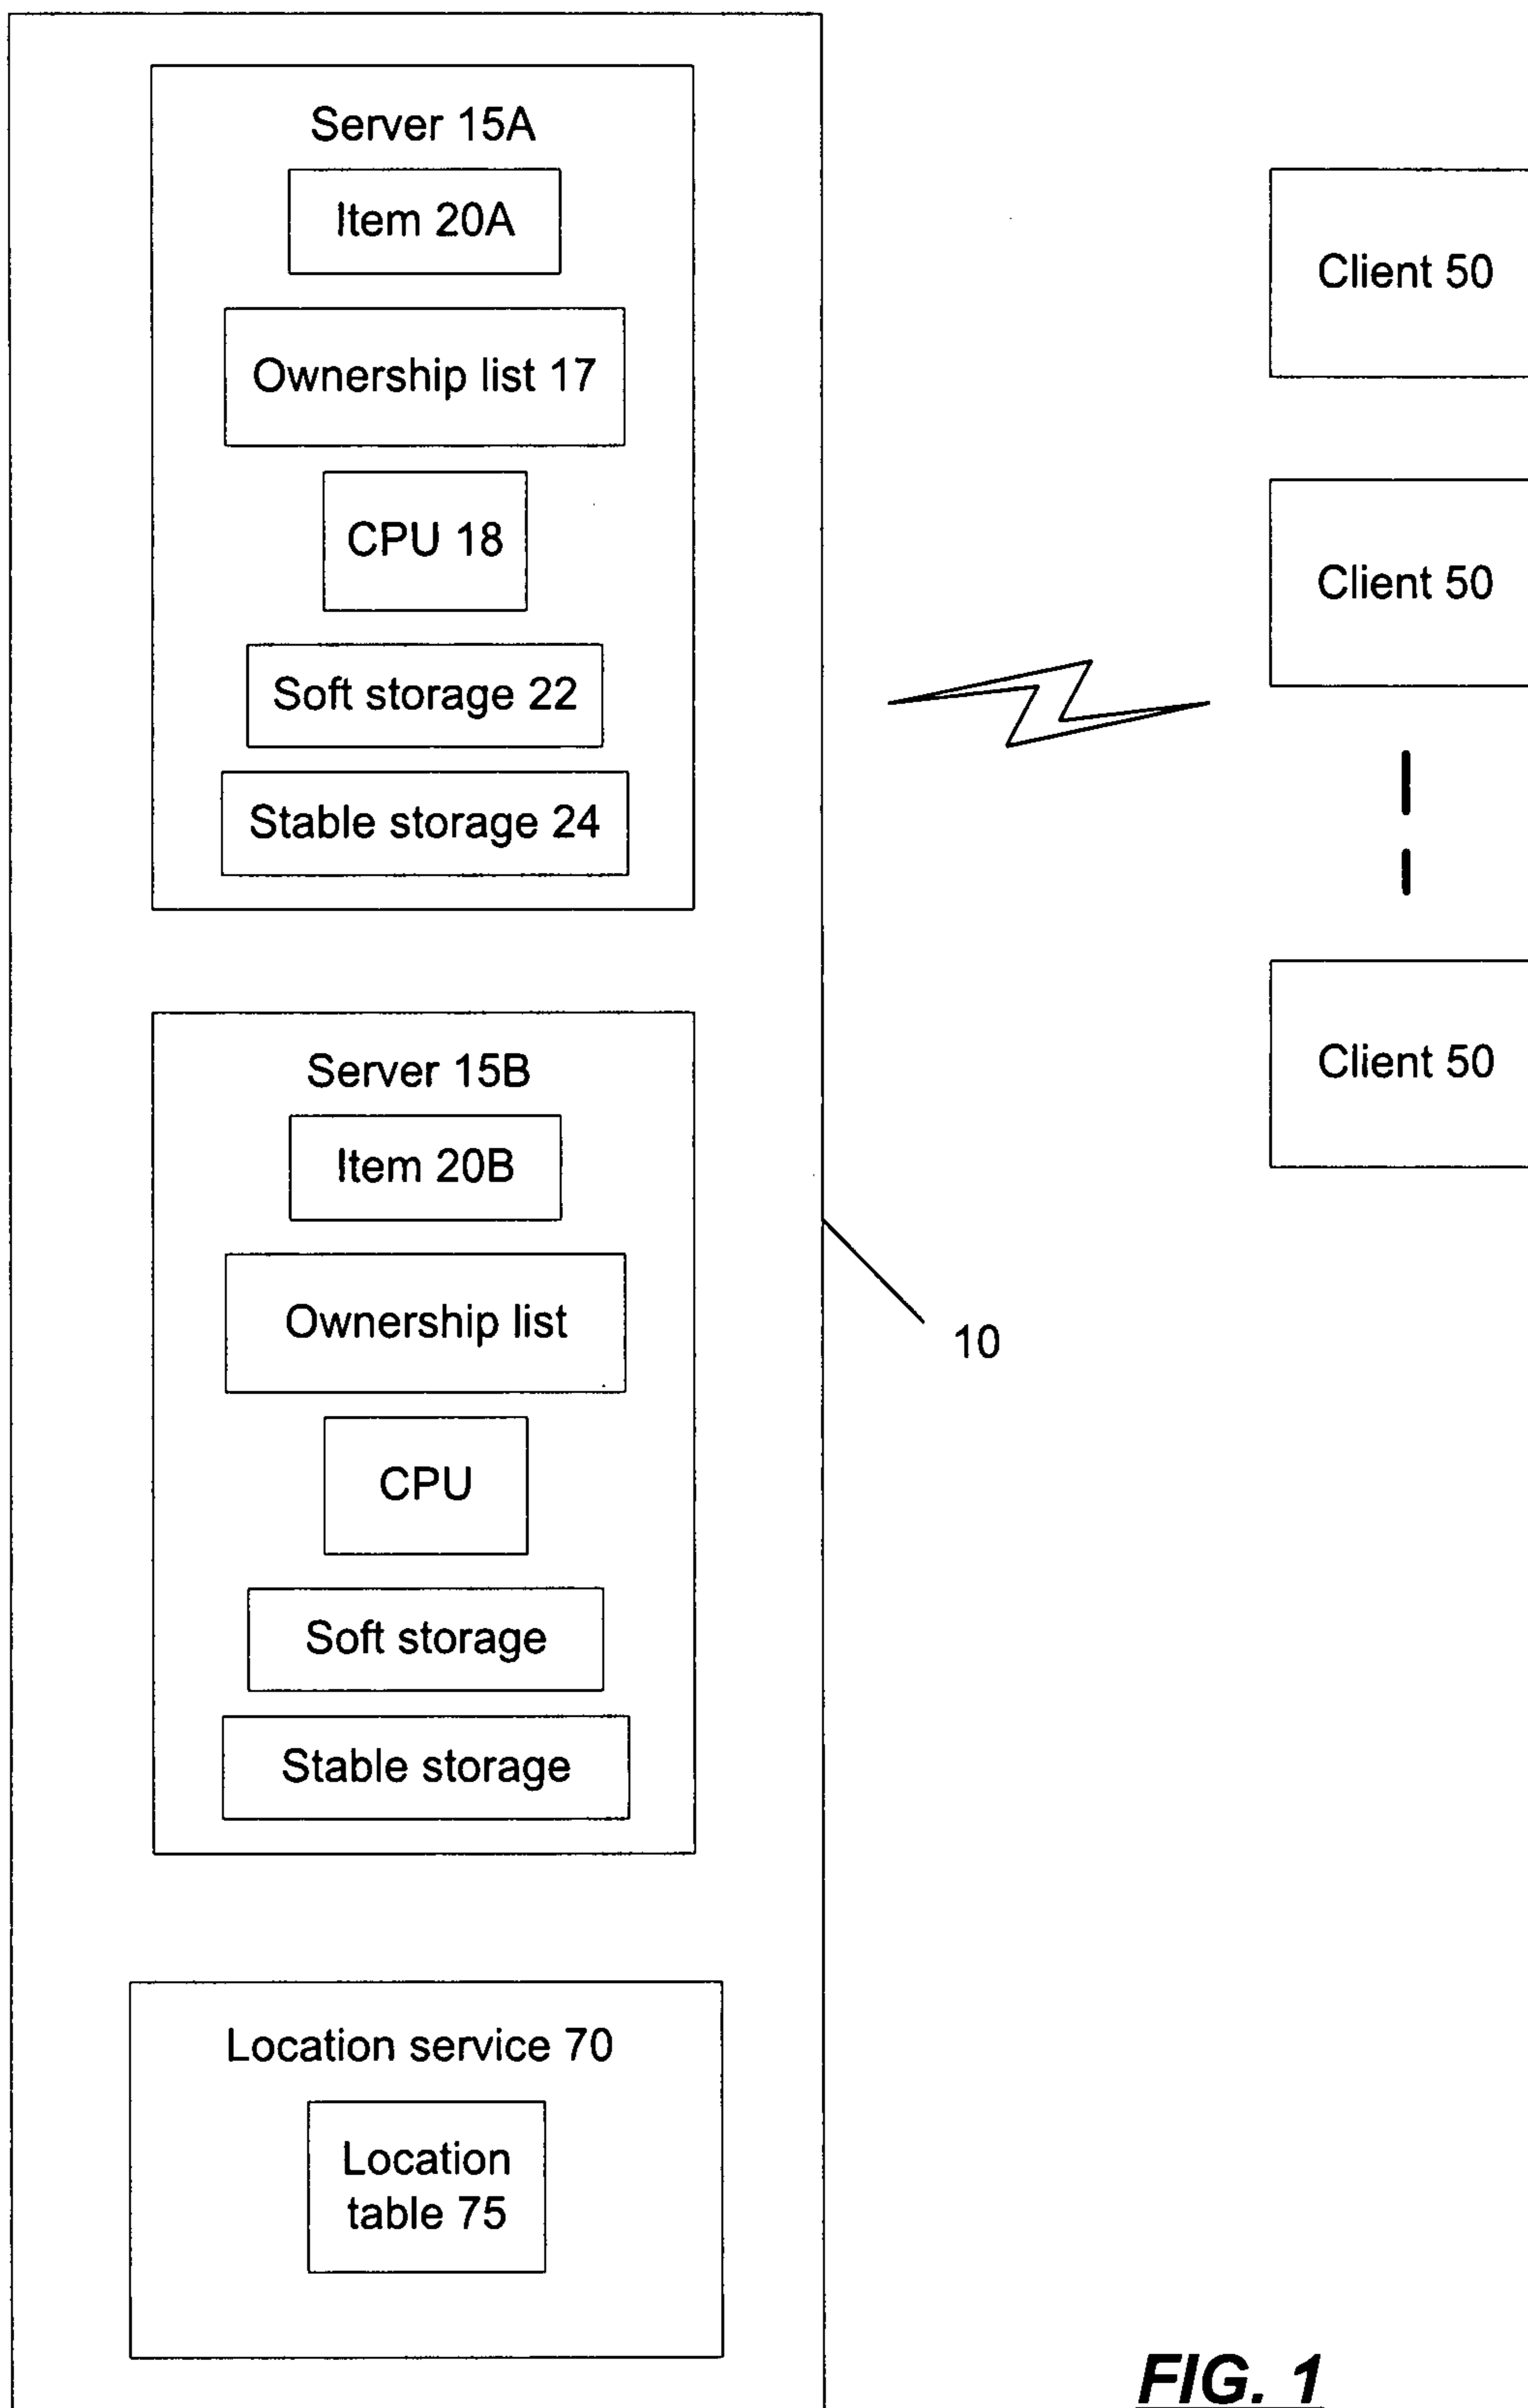 Server 15A
Item 20A
Ownership list 17
CPU 18
Soft storage 22
Stable storage 24
Server 15B
Item 20B
Ownership list
CPU
Soft storage
Stable storage
Location service 70
Location
table 75
10
Client 50
Client 50
Client 50
FIG. 1